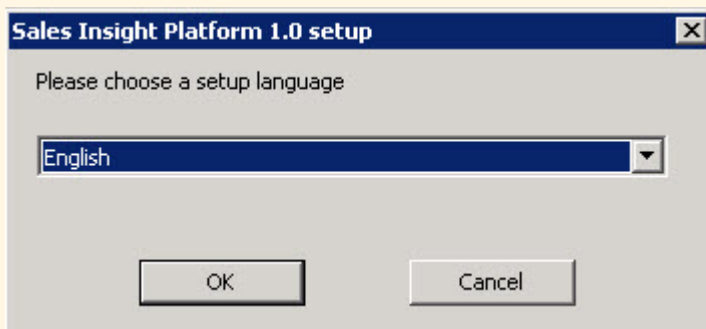 Sales Insight Platform 1.0 setup
Please choose a setup language
English
OK
Cancel